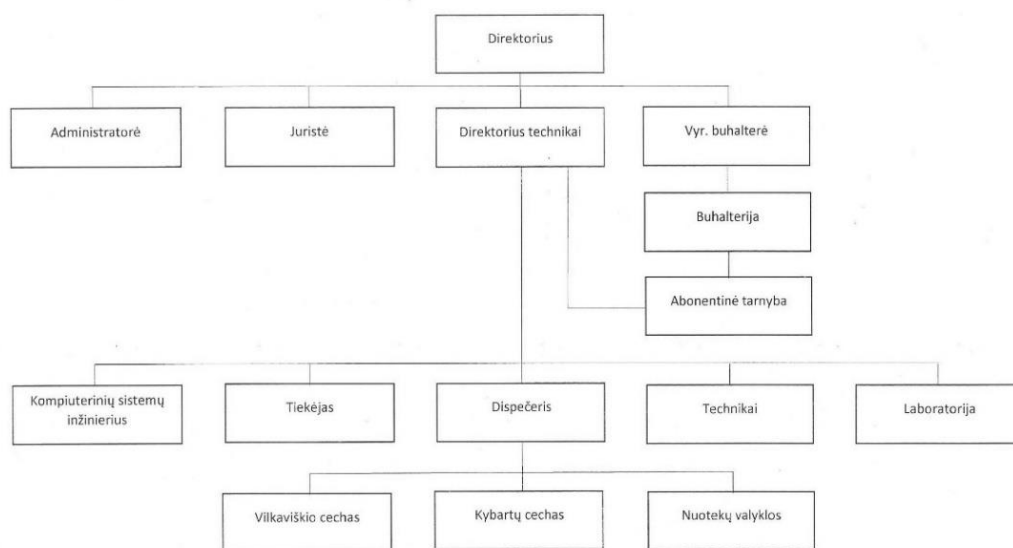 Direktorius
Administratorė
Juristė
Direktorius technikai
Vyr. buhalterė
Buhalterija
Abonentinė tarnyba
Kompiuterinių sistemų
inžinierius
Tiekėjas
Dispečeris
Technikai
Laboratorija
Vilkaviškio cechas
Kybartų cechas
Nuotekų valyklos